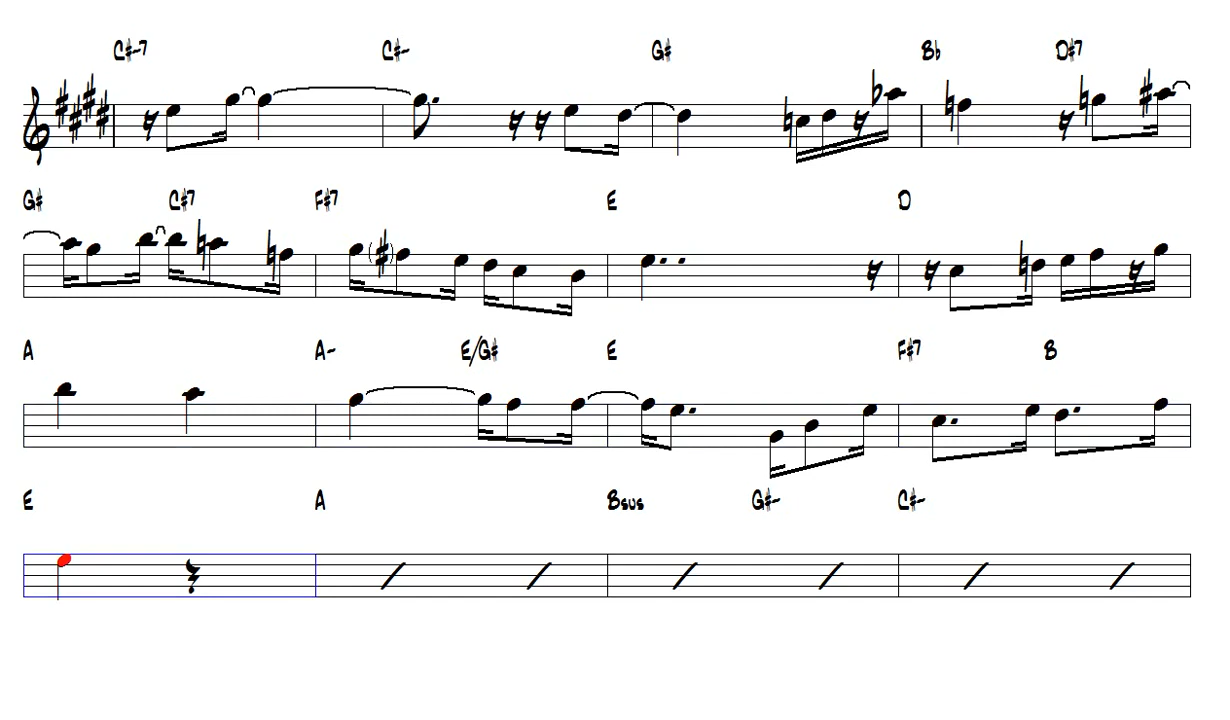 C#-7 C#- G# Bb D#7
G# C#7 F#7 E D
A A- E/G# E F#7 B
E A Bsus G#- C#-